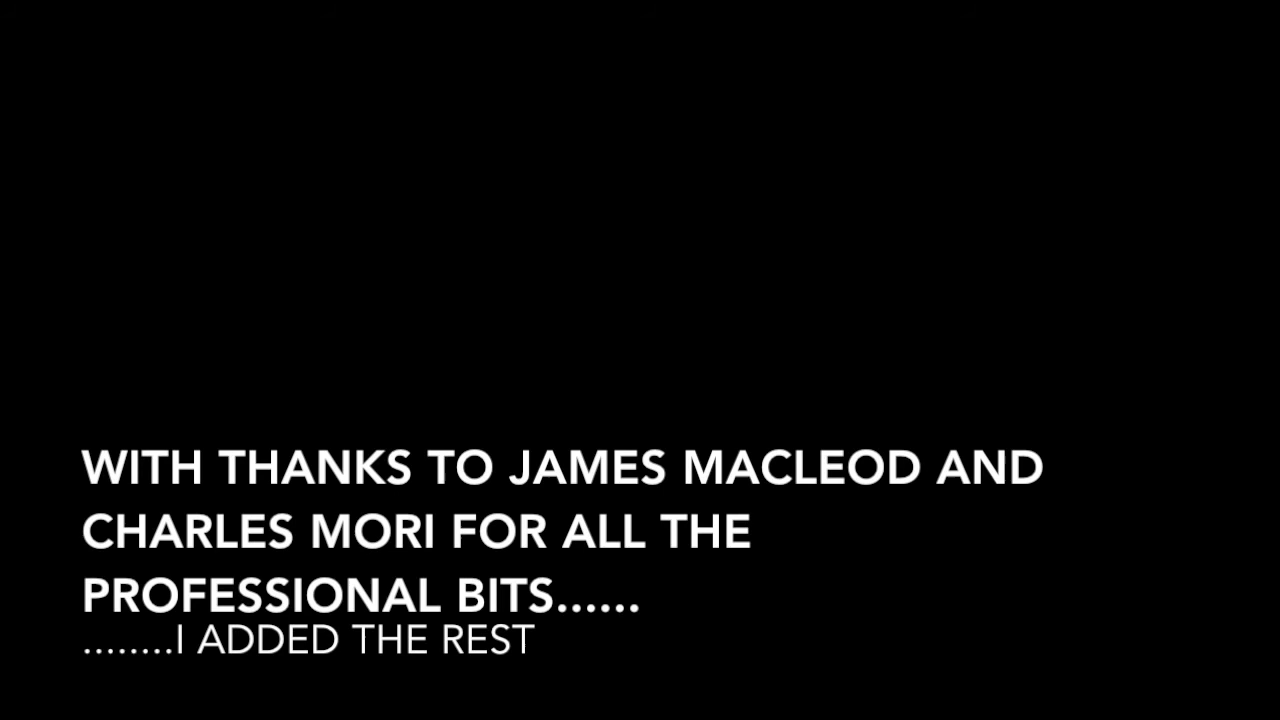 WITH THANKS TO JAMES MACLEOD AND
CHARLES MORI FOR ALL THE
PROFESSIONAL BITS......
........I ADDED THE REST